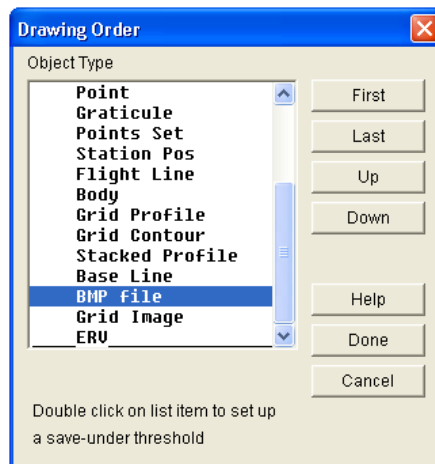 Drawing Order
Object Type
Point
Graticule
Points Set
Station Pos
Flight Line
Body
Grid Profile
Grid Contour
Stacked Profile
Base Line
BMP file
Grid Image
ERV
First
Last
Up
Down
Help
Done
Cancel
Double click on list item to set up
a save-under threshold